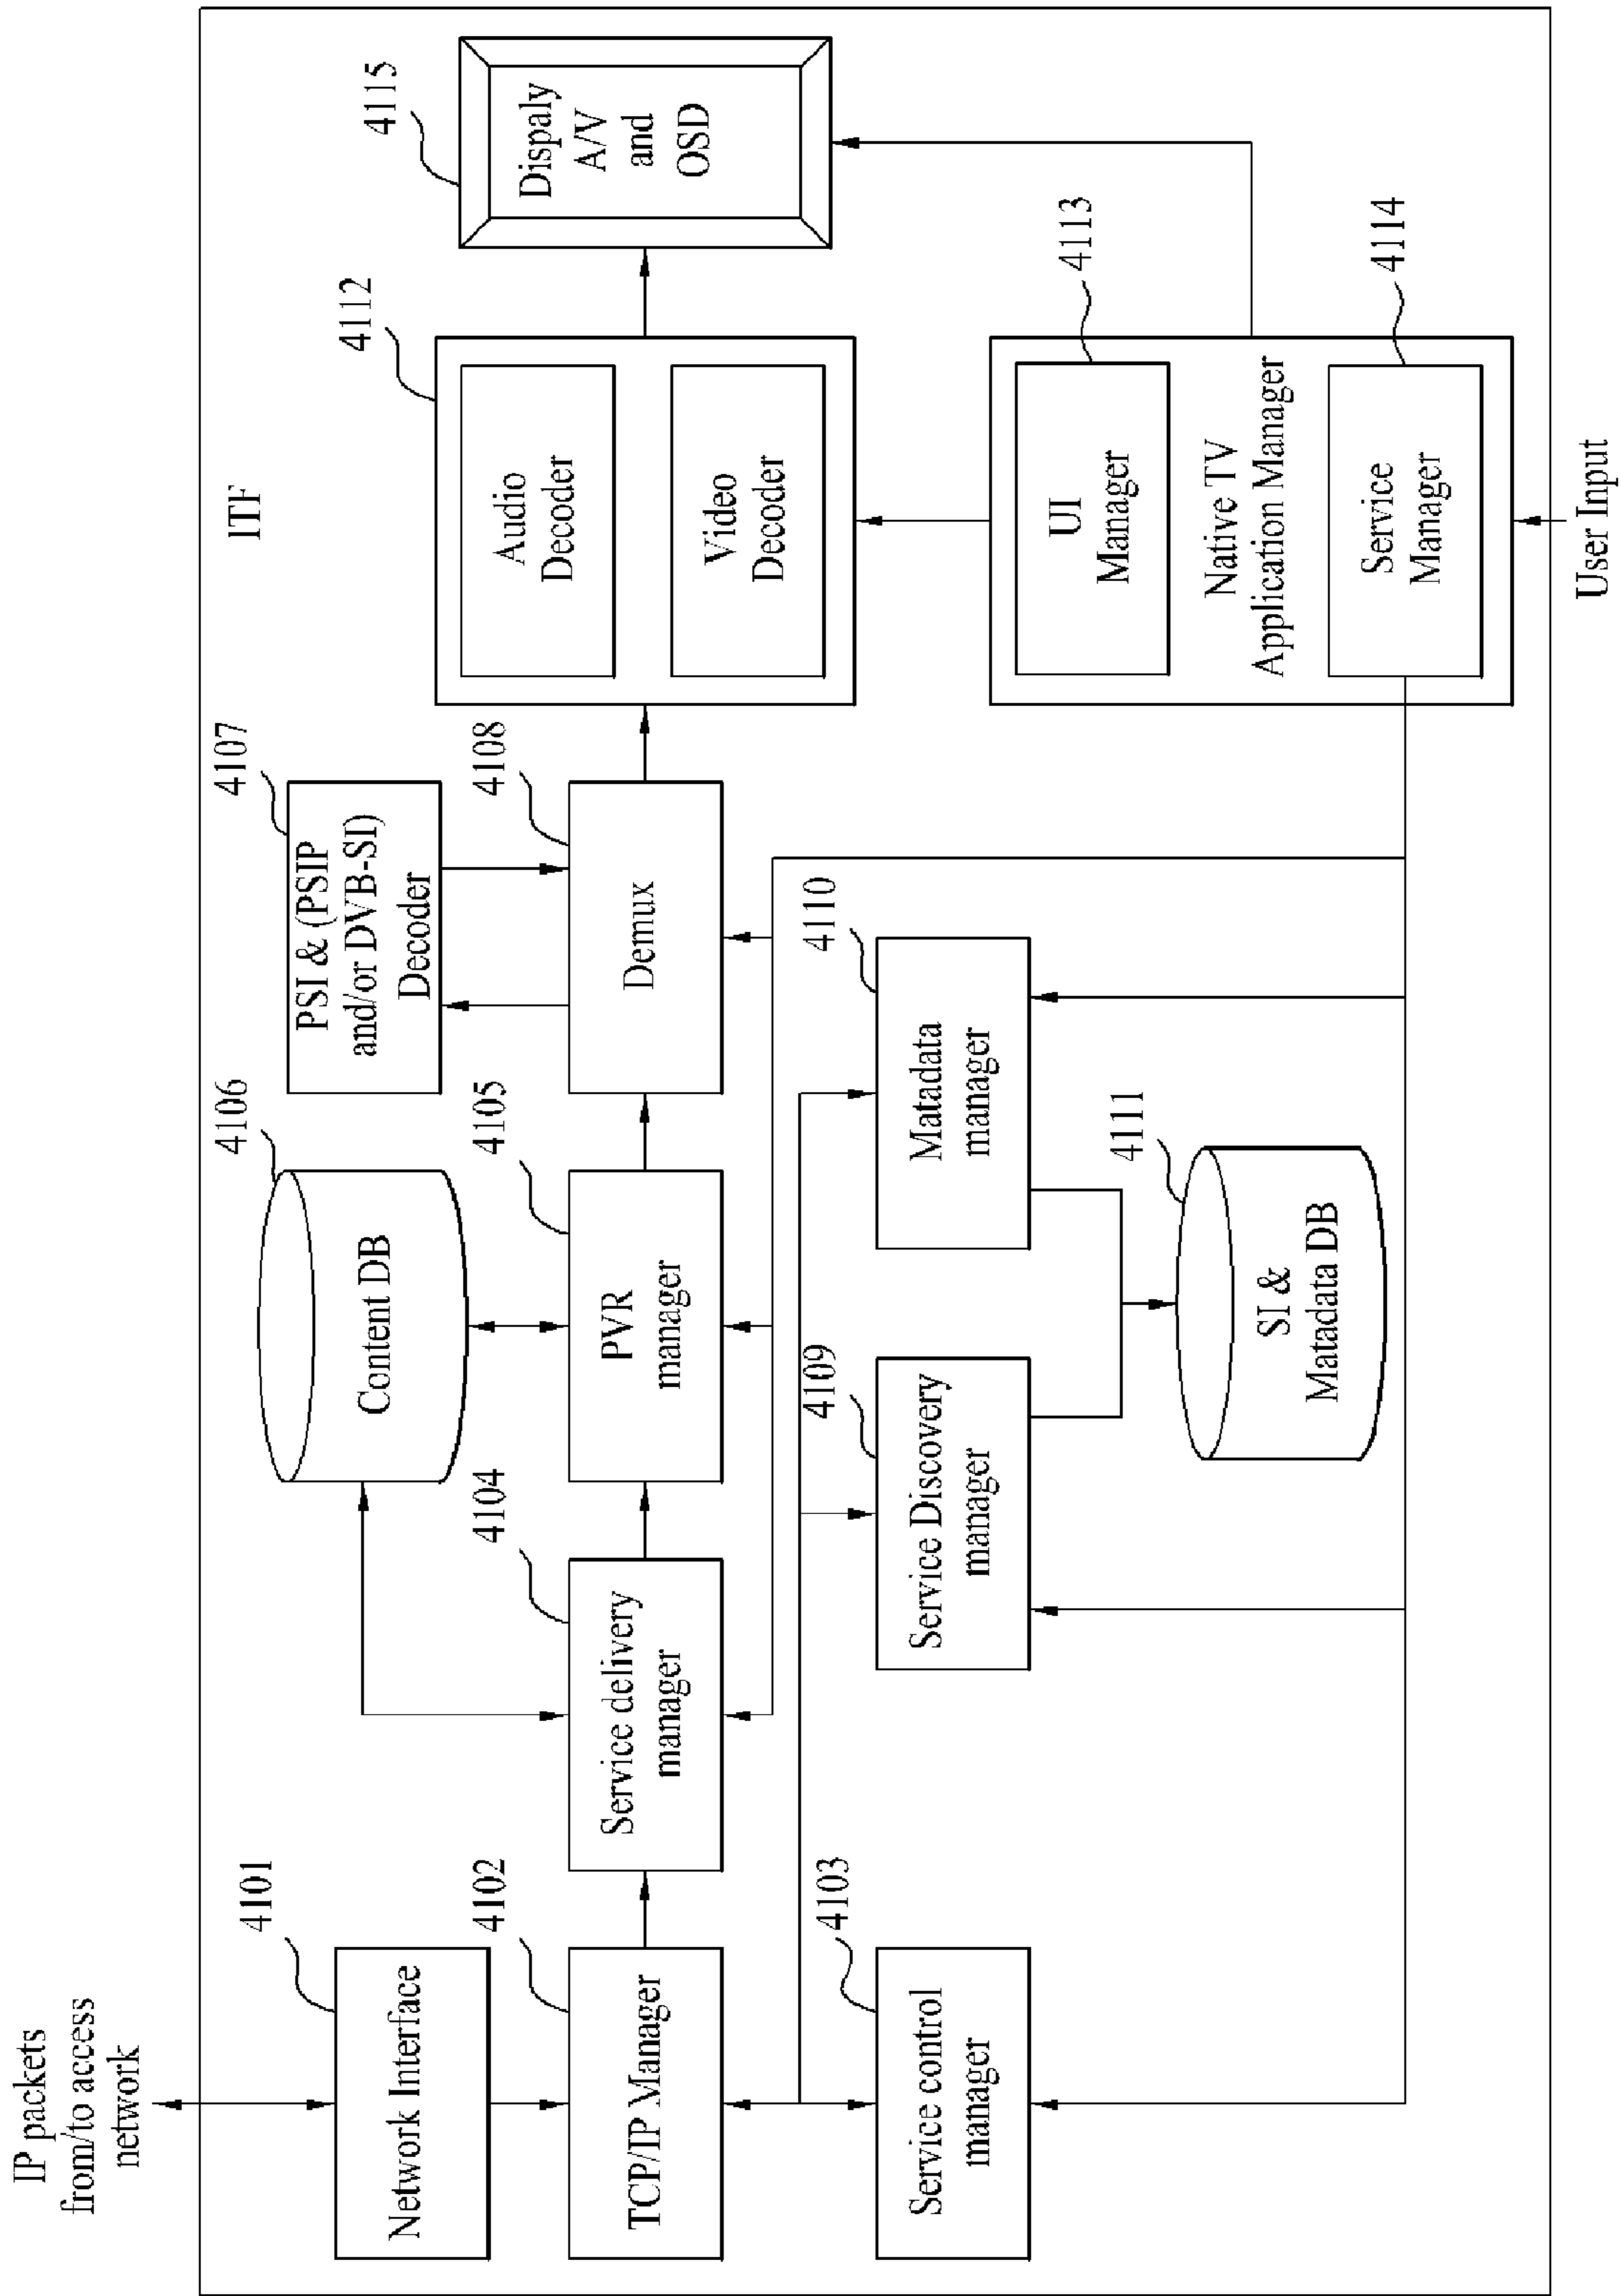 ITF
IP packets
from/to access
network
4101
Network Interface
4102
TCP/IP Manager
4103
Service control
manager
4104
Service delivery
manager
4105
PVR
manager
4106
Content DB
4107
PSI & (PSIP
and/or DVB-SI)
Decoder
4108
Demux
4109
Service Discovery
manager
4110
Matadata
manager
4111
SI &
Matadata DB
4112
Audio
Decoder
Video
Decoder
4113
UI
Manager
Native TV
Application Manager
4114
Service
Manager
4115
Dispaly
A/V
and
OSD
User Input